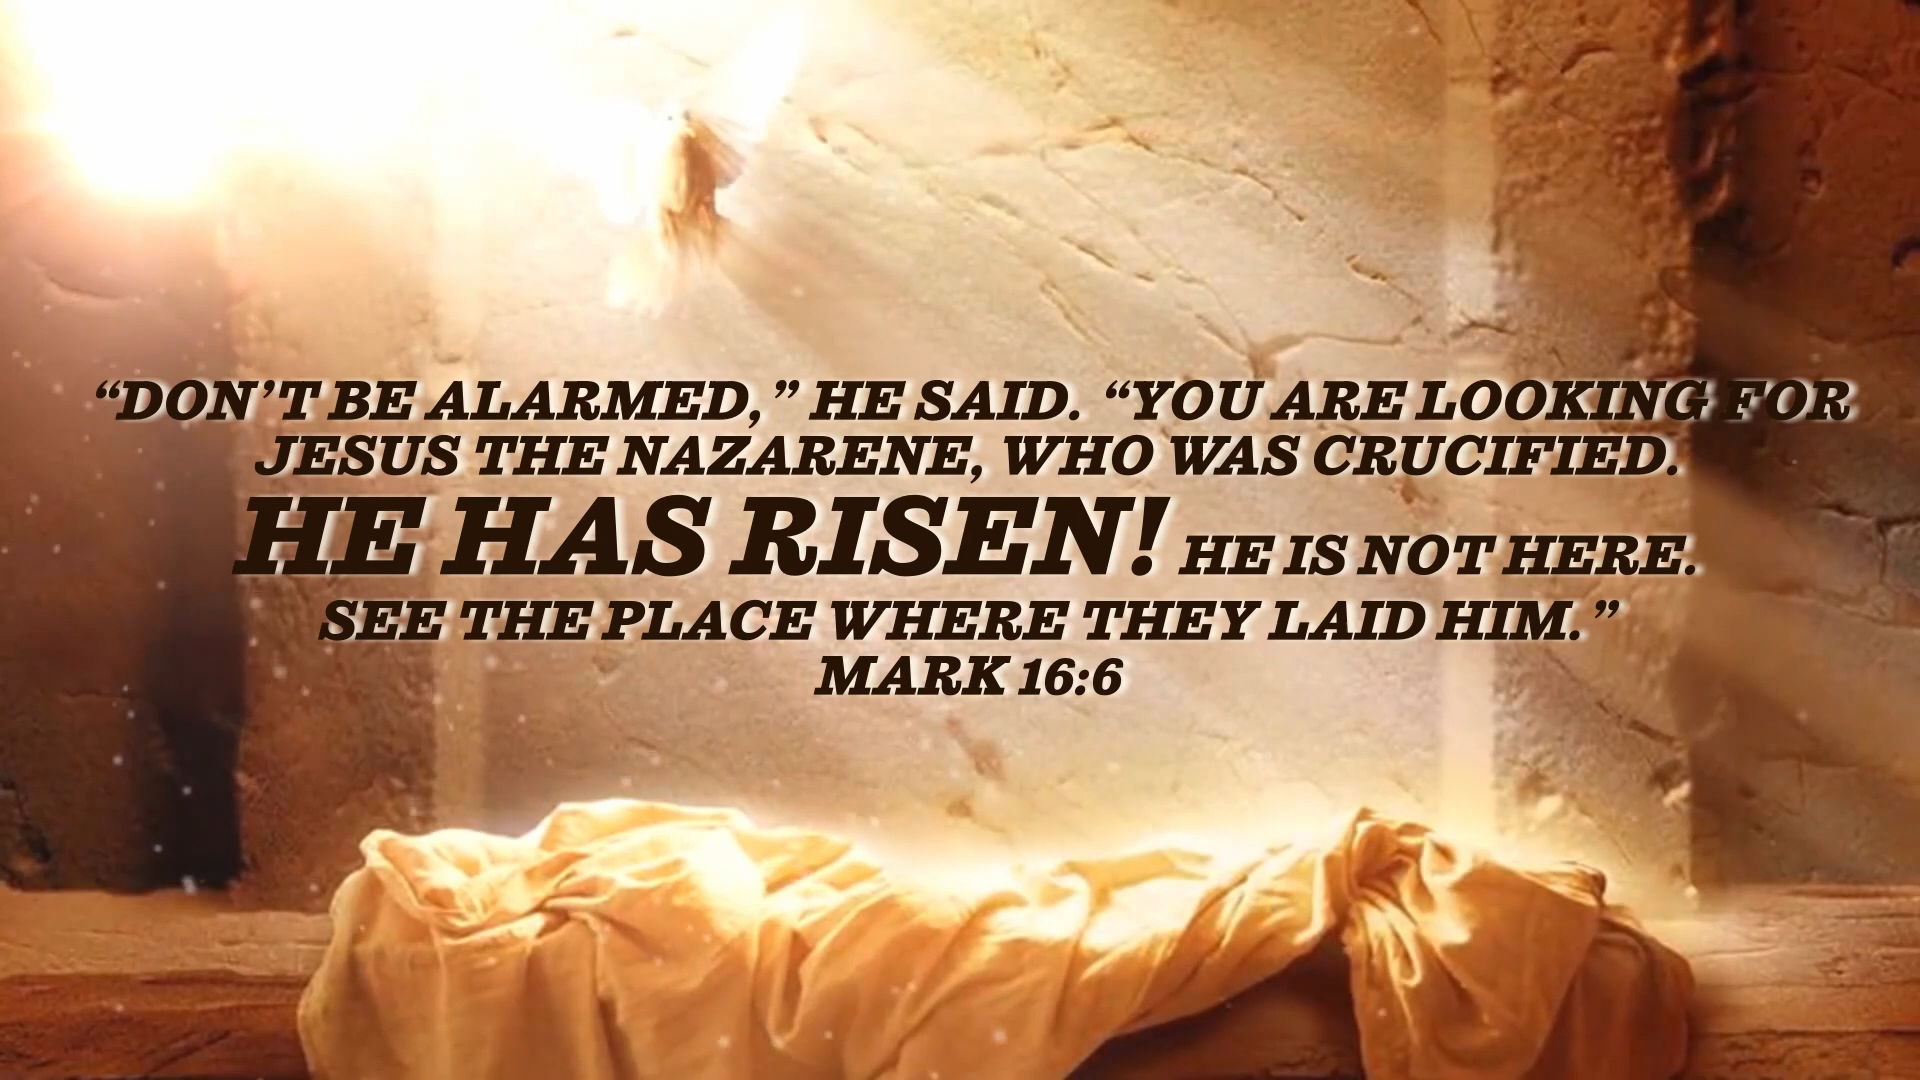 “DON’T BE ALARMED,” HE SAID. “YOU ARE LOOKING FOR
JESUS THE NAZARENE, WHO WAS CRUCIFIED.
HE HAS RISEN! HE IS NOT HERE.
SEE THE PLACE WHERE THEY LAID HIM.”
MARK 16:6